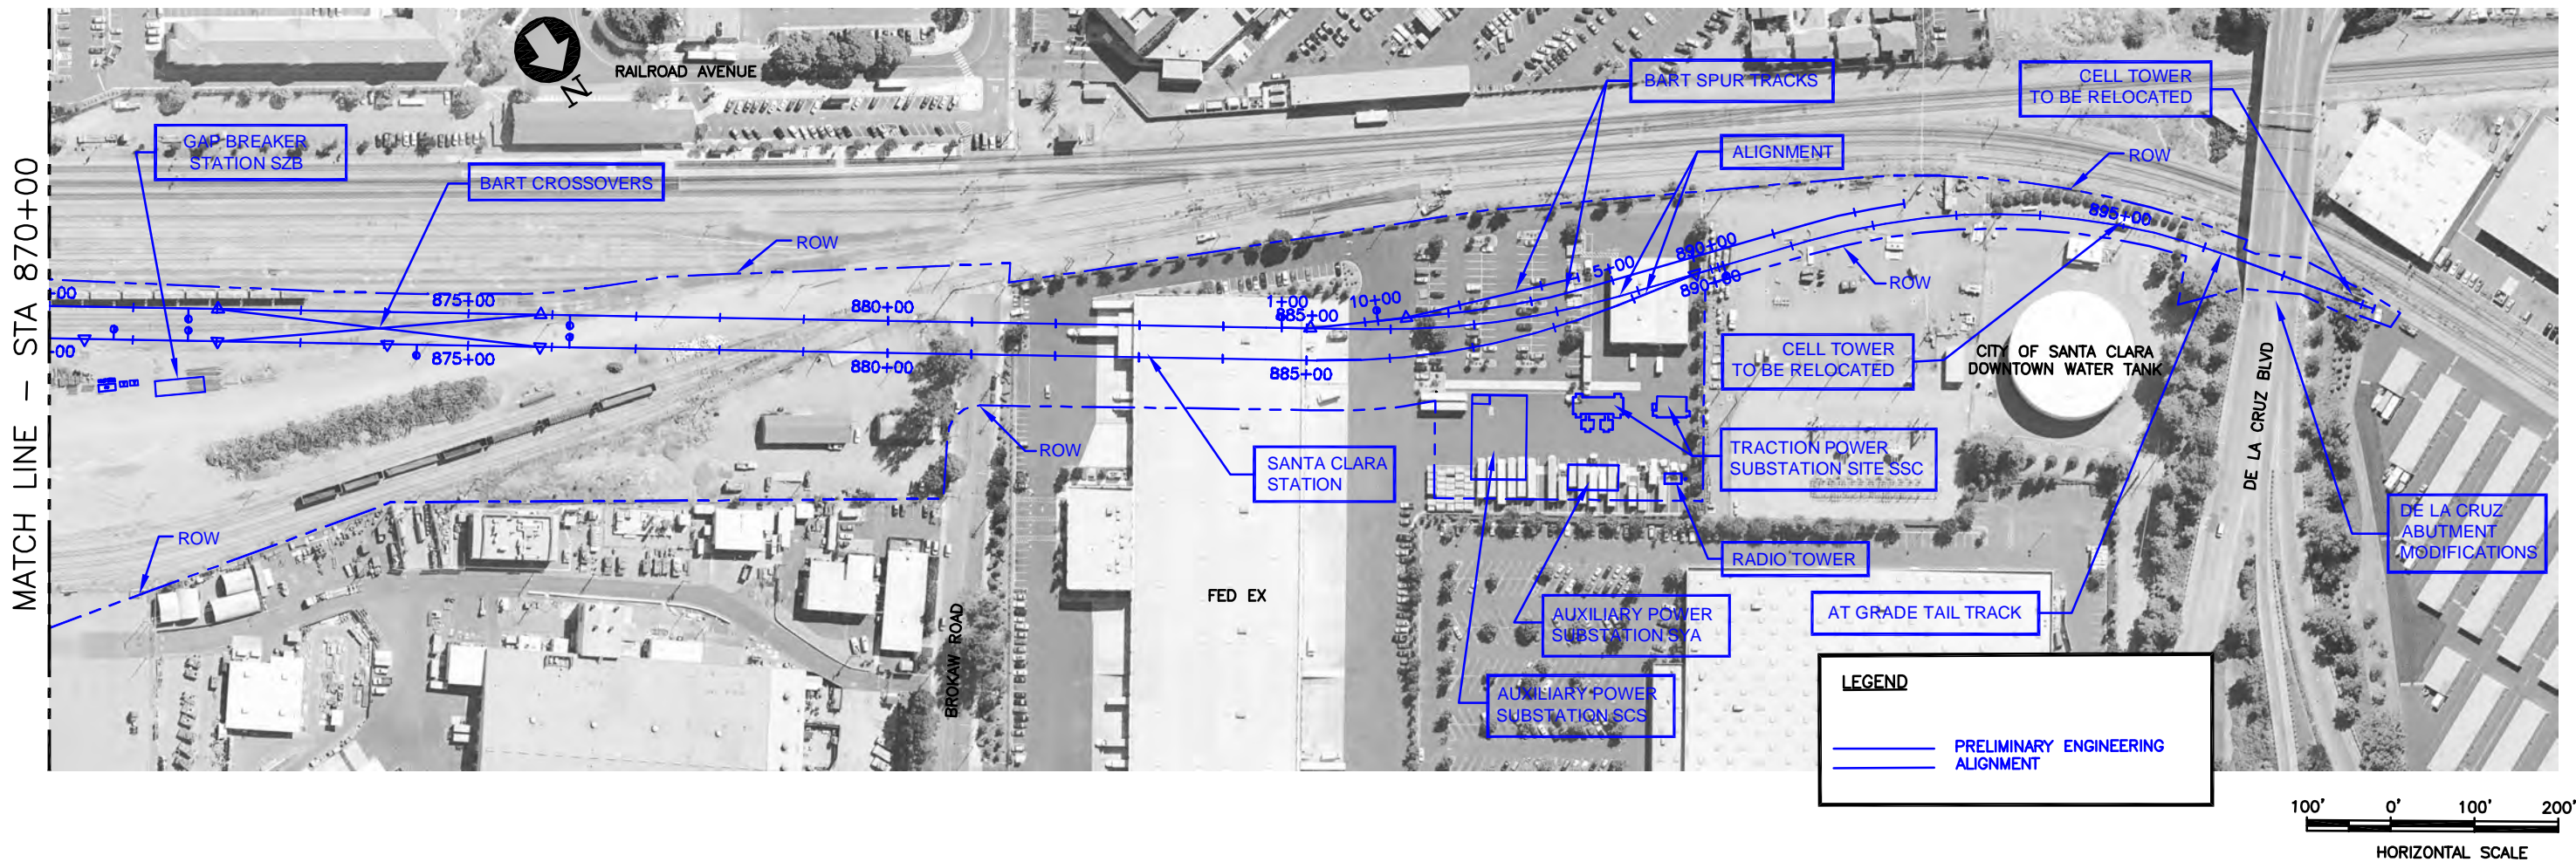 MATCH LINE - STA 870+00
N
RAILROAD AVENUE
GAP BREAKER
STATION SZB
BART CROSSOVERS
BART SPUR TRACKS
ALIGNMENT
CELL TOWER
TO BE RELOCATED
ROW
ROW
ROW
895+00
890+00
890+00
5+00
-00
875+00
880+00
1+00
885+00
10+00
-00
875+00
880+00
885+00
CELL TOWER
TO BE RELOCATED
CITY OF SANTA CLARA
DOWNTOWN WATER TANK
DE LA CRUZ BLVD
ROW
SANTA CLARA
STATION
TRACTION POWER
SUBSTATION SITE SSC
DE LA CRUZ
ABUTMENT
MODIFICATIONS
ROW
RADIO TOWER
FED EX
BROKAW ROAD
AUXILIARY POWER
SUBSTATION SYA
AT GRADE TAIL TRACK
AUXILIARY POWER
SUBSTATION SCS
LEGEND
PRELIMINARY ENGINEERING
ALIGNMENT
100' 0' 100' 200'
HORIZONTAL SCALE